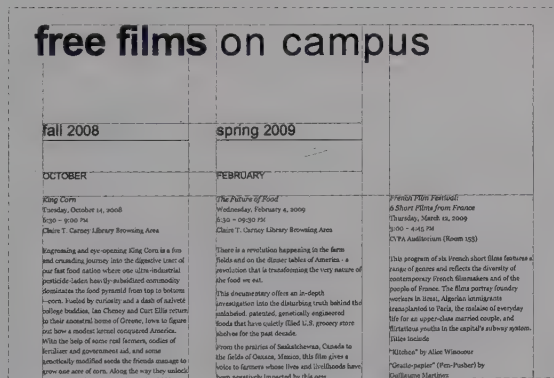 free films on campus
fall 2008
spring 2009
OCTOBER
FEBRUARY
King Corn
Tuesday, October 14, 2008
6:30 – 9:00 PM
Claire T. Carney Library Browsing Area
Engrossing and eye-opening King Corn is a fun
and crusading journey into the digestive tract of
our fast food nation where one ultra-industrial
pesticide-laden heavily-subsidized commodity
dominates the food pyramid from top to bottom
–corn. Fueled by curiosity and a dash of naiveté
college buddies, Ian Cheney and Curt Ellis return
to their ancestral home of Greene, Iowa to figure
out how a modest kernel conquered America.
With the help of some real farmers, oodles of
fertilizer and government aid, and some
genetically modified seeds the friends manage to
grow one acre of corn. Along the way they unlock
The Future of Food
Wednesday, February 4, 2009
6:30 – 09:30 PM
Claire T. Carney Library Browsing Area
There is a revolution happening in the farm
fields and on the dinner tables of America - a
revolution that is transforming the very nature of
the food we eat.
This documentary offers an in-depth
investigation into the disturbing truth behind the
unlabeled, patented, genetically engineered
foods that have quietly filled U.S. grocery store
shelves for the past decade.
From the prairies of Saskatchewan, Canada to
the fields of Oaxaca, Mexico, this film gives a
voice to farmers whose lives and livelihoods have
been negatively impacted by this new
French Film Festival:
6 Short Films from France
Thursday, March 12, 2009
3:00 – 4:45 PM
CVPA Auditorium (Room 153)
This program of six French short films features a
range of genres and reflects the diversity of
contemporary French filmmakers and of the
people of France. The films portray foundry
workers in Brest, Algerian immigrants
transplanted to Paris, the malaise of everyday
life for an upper-class married couple, and
flirtatious youths in the capital's subway system.
Titles include
"Kitchen" by Alice Winocour
"Gratte-papier" (Pen-Pusher) by
Guillaume Martinez